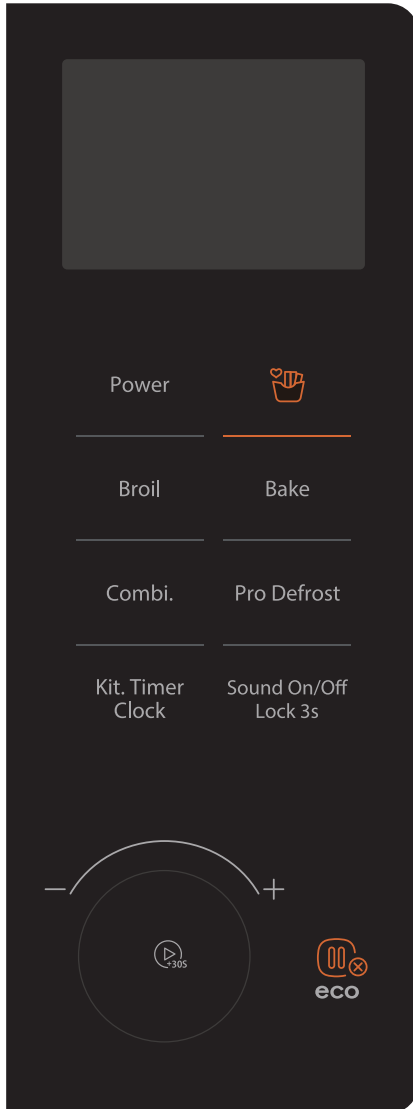 Power
Broil
Bake
Combi.
Pro Defrost
Kit. Timer
Clock
Sound On/Off
Lock 3s
− +
+30S
eco